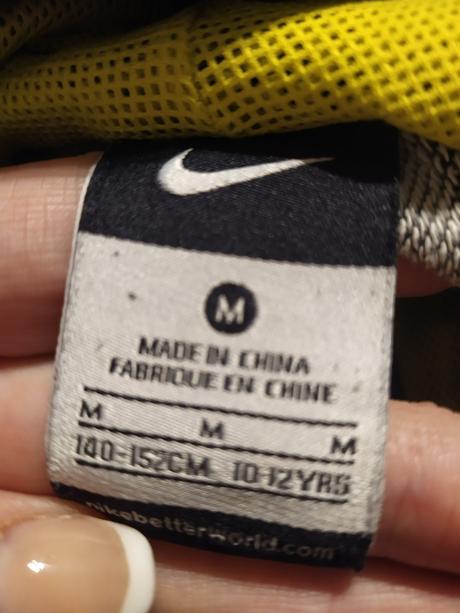 M
MADE IN CHINA
FABRIQUE EN CHINE
M M M
140-152CM 10-12YRS
nikebetterworld.com